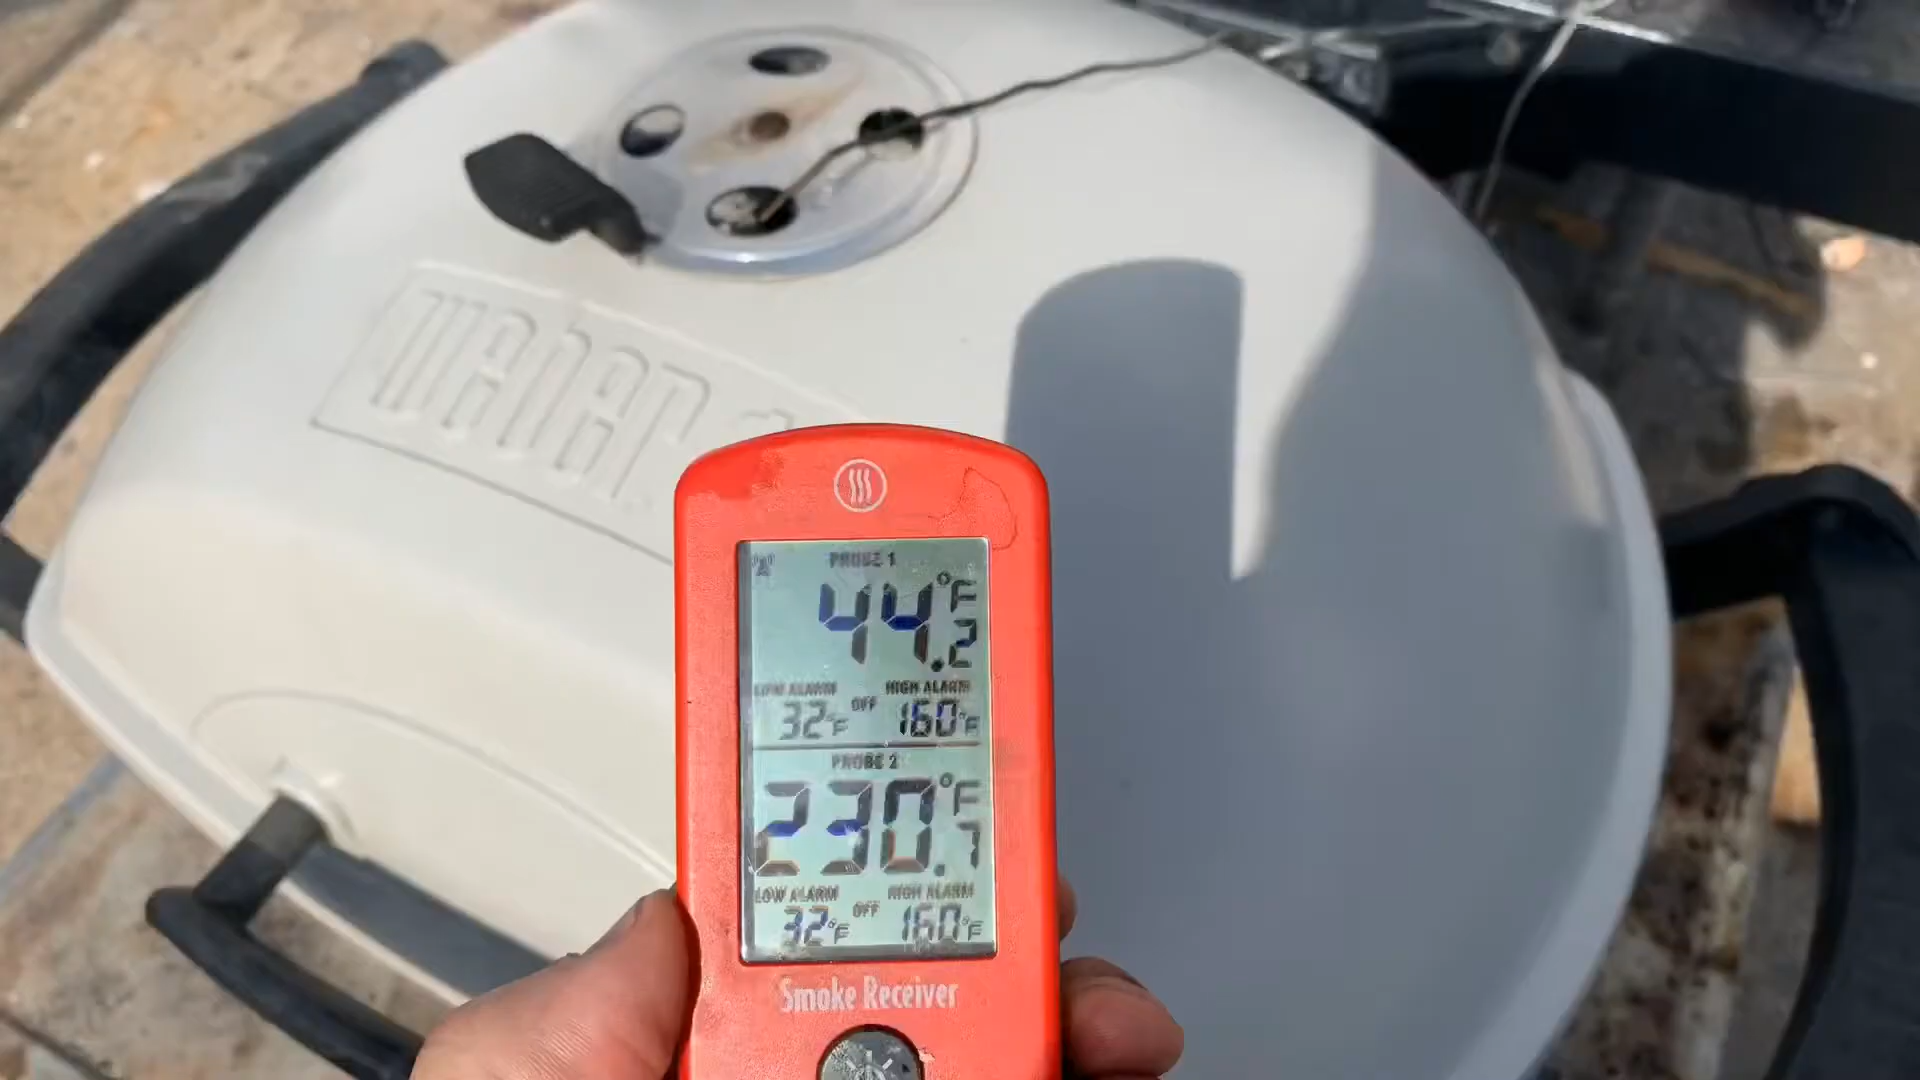 PROBE 1
44.2°F
LOW ALARM OFF HIGH ALARM
32°F 160°F
PROBE 2
230.7°F
LOW ALARM OFF HIGH ALARM
32°F 160°F
Smoke Receiver